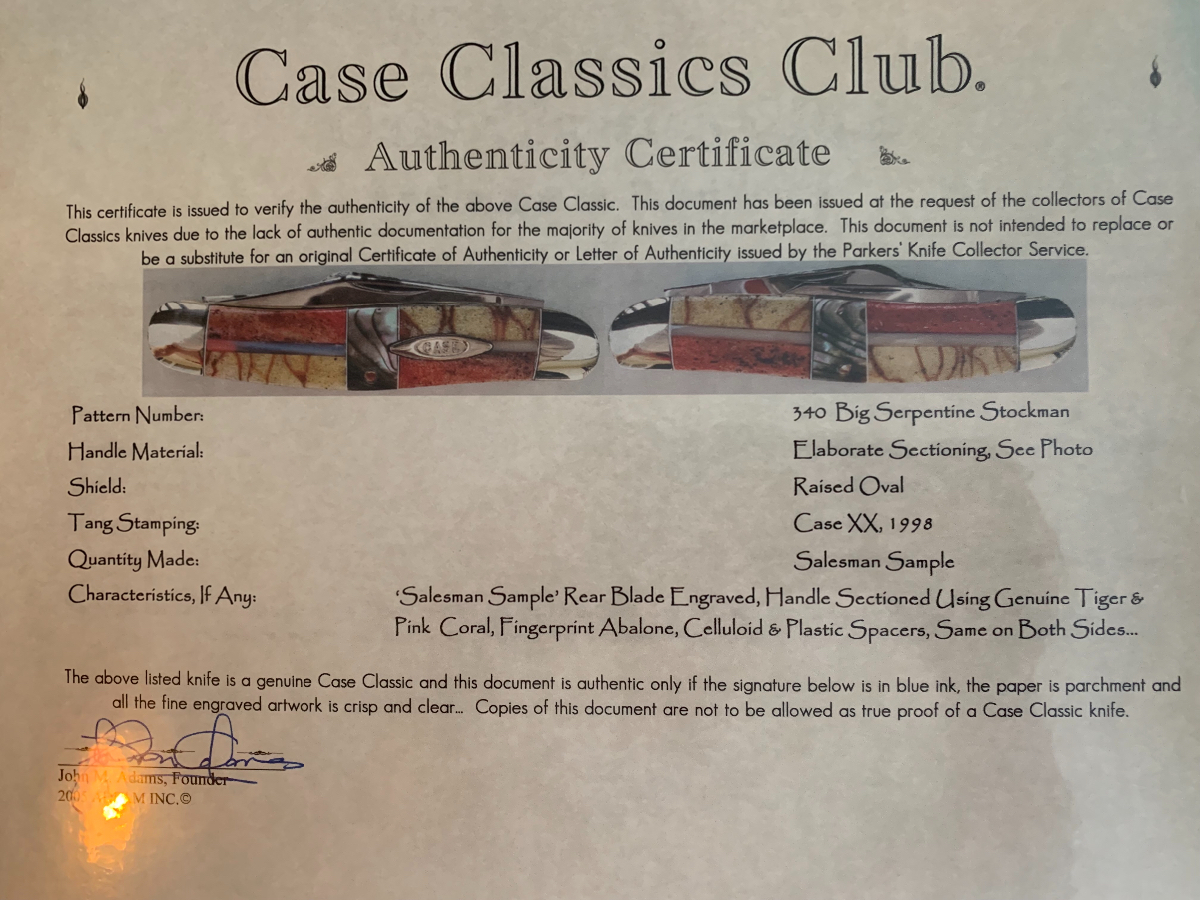 Case Classics Club.®
Authenticity Certificate
This certificate is issued to verify the authenticity of the above Case Classic. This document has been issued at the request of the collectors of Case
Classics knives due to the lack of authentic documentation for the majority of knives in the marketplace. This document is not intended to replace or
be a substitute for an original Certificate of Authenticity or Letter of Authenticity issued by the Parkers' Knife Collector Service.
CASE
Pattern Number: 340 Big Serpentine Stockman
Handle Material: Elaborate Sectioning, See Photo
Shield: Raised Oval
Tang Stamping: Case XX, 1998
Quantity Made: Salesman Sample
Characteristics, If Any: 'Salesman Sample' Rear Blade Engraved, Handle Sectioned Using Genuine Tiger &
Pink Coral, Fingerprint Abalone, Celluloid & Plastic Spacers, Same on Both Sides...
The above listed knife is a genuine Case Classic and this document is authentic only if the signature below is in blue ink, the paper is parchment and
all the fine engraved artwork is crisp and clear... Copies of this document are not to be allowed as true proof of a Case Classic knife.
John M. Adams, Founder
INC.©